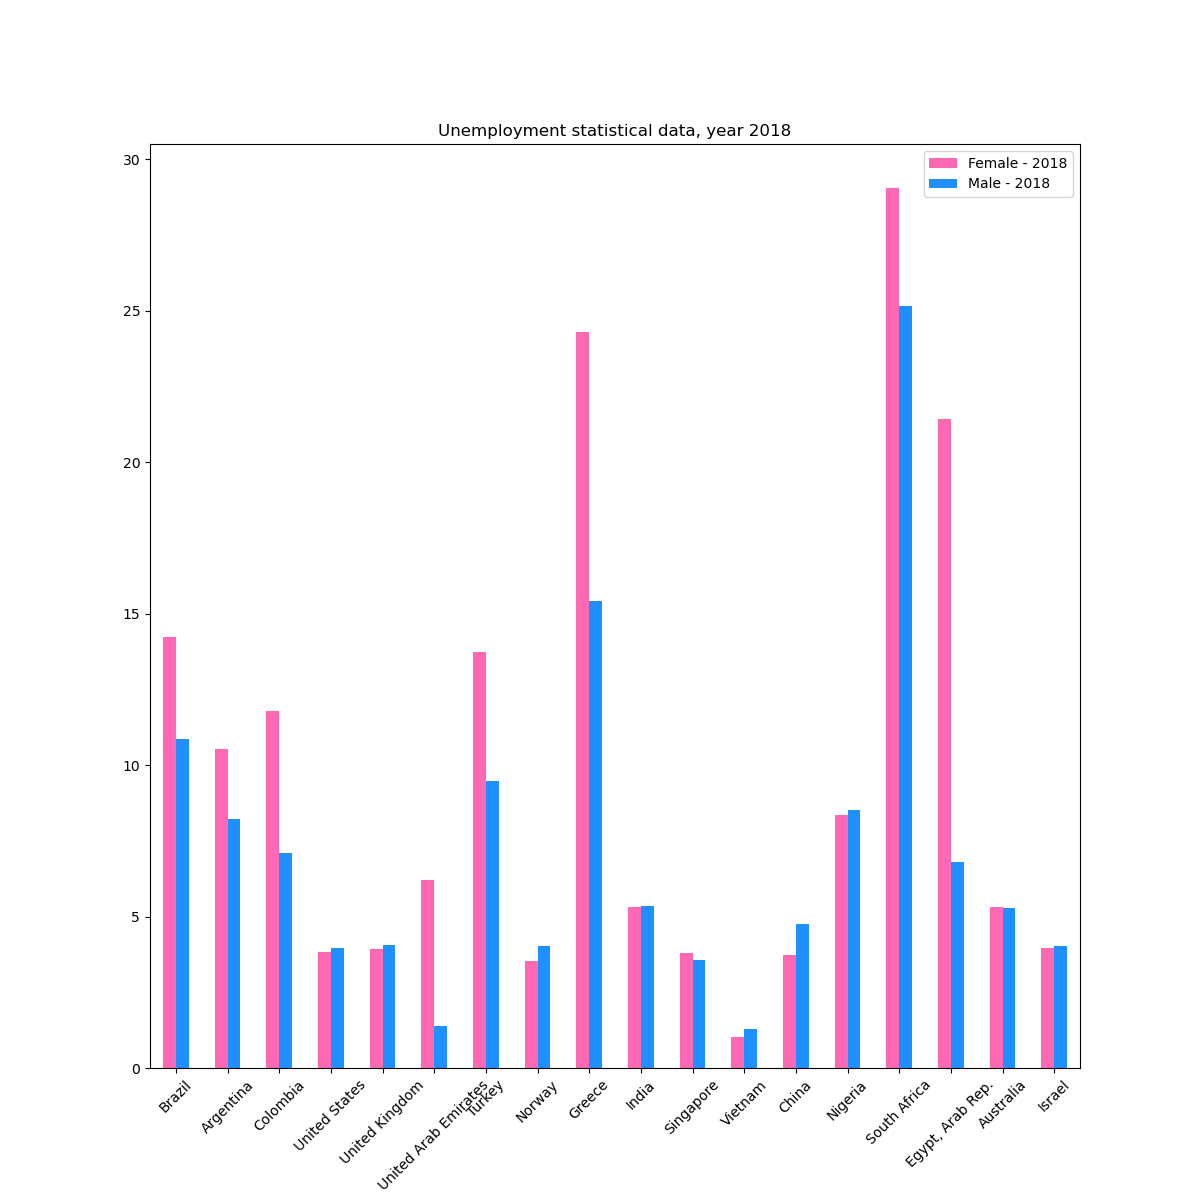 Unemployment statistical data, year 2018
Female - 2018
Male - 2018
30
25
20
15
10
5
0
Brazil
Argentina
Colombia
United States
United Kingdom
United Arab Emirates
Turkey
Norway
Greece
India
Singapore
Vietnam
China
Nigeria
South Africa
Egypt, Arab Rep.
Australia
Israel